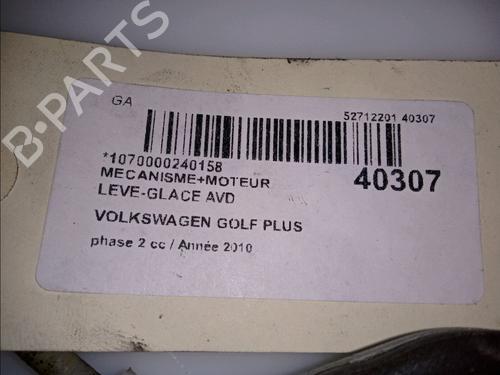 B-PARTS
GA
52712201 40307
*1070000240158
MECANISME+MOTEUR
LEVE-GLACE AVD
40307
VOLKSWAGEN GOLF PLUS
phase 2 cc / Année 2010